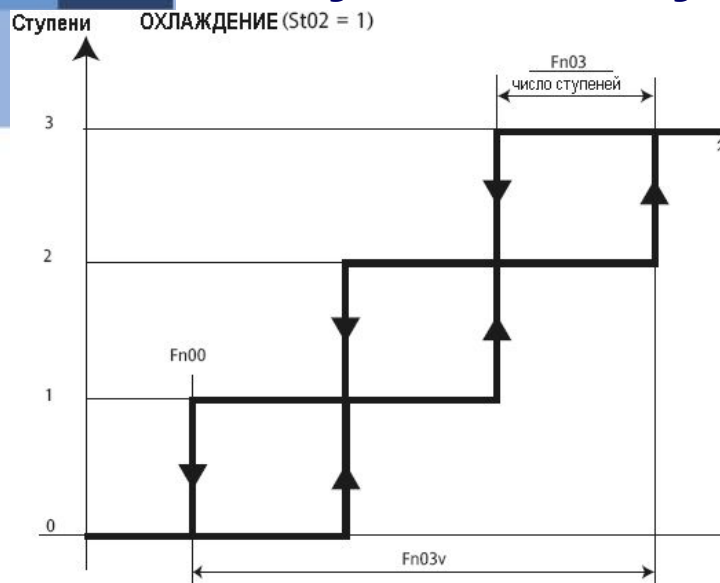 Ступени ОХЛАЖДЕНИЕ (St02 = 1)
Fn03
число ступеней
3
2
Fn00
1
0
Fn03v